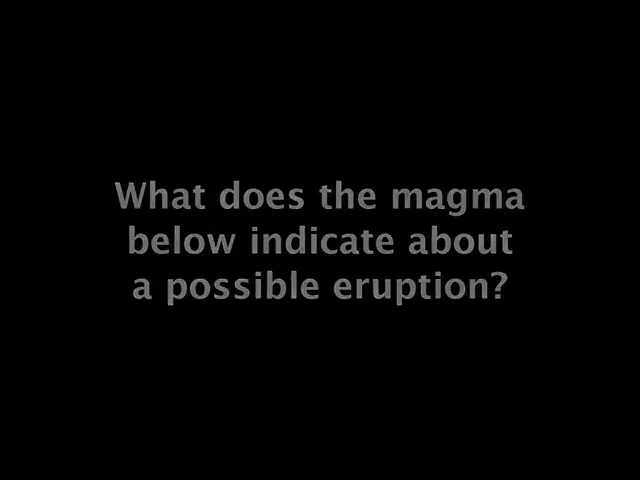 What does the magma
below indicate about
a possible eruption?